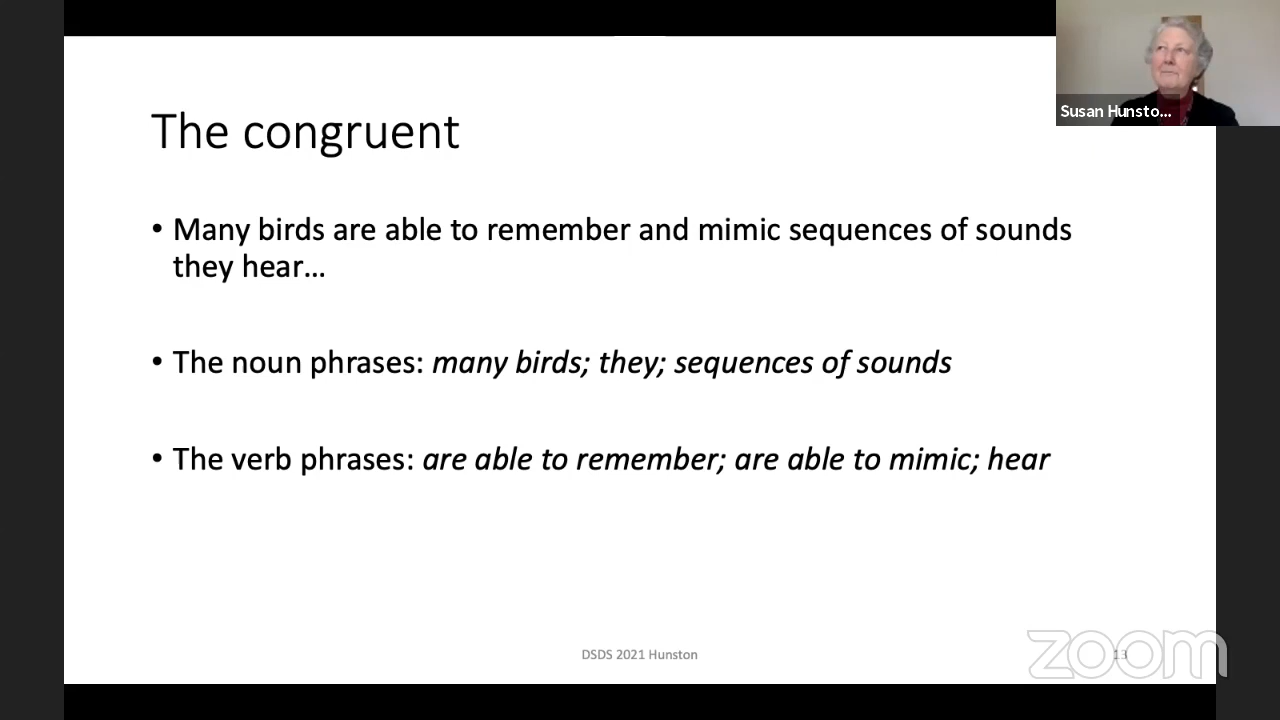 Susan Hunsto...
The congruent
• Many birds are able to remember and mimic sequences of sounds
they hear...
• The noun phrases: many birds; they; sequences of sounds
• The verb phrases: are able to remember; are able to mimic; hear
DSDS 2021 Hunston
13
zoom